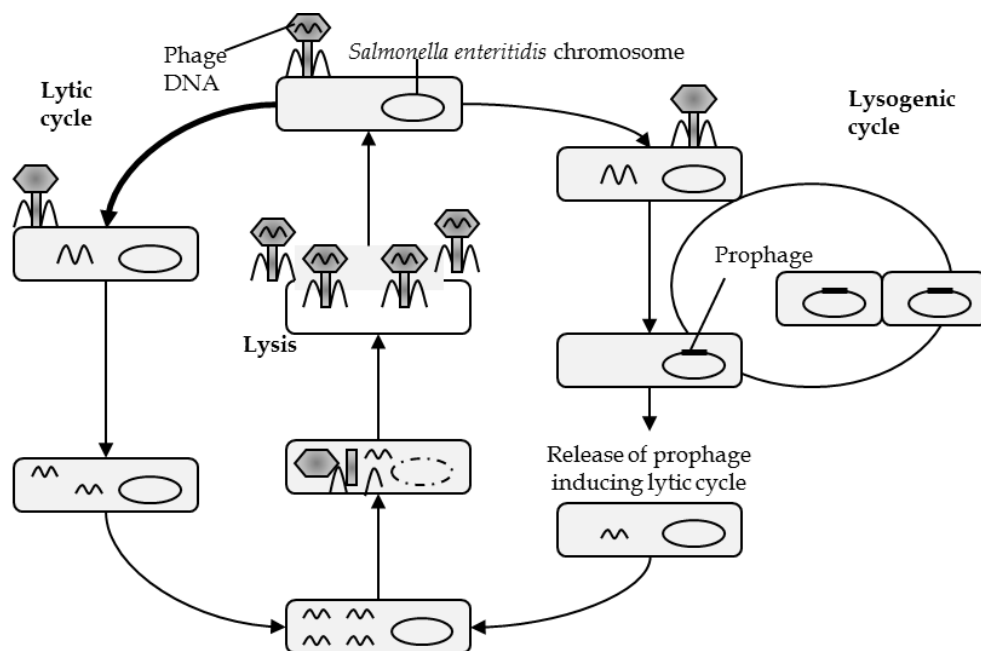 Phage
DNA
Salmonella enteritidis chromosome
Lytic
cycle
Lysogenic
cycle
Prophage
Lysis
Release of prophage
inducing lytic cycle